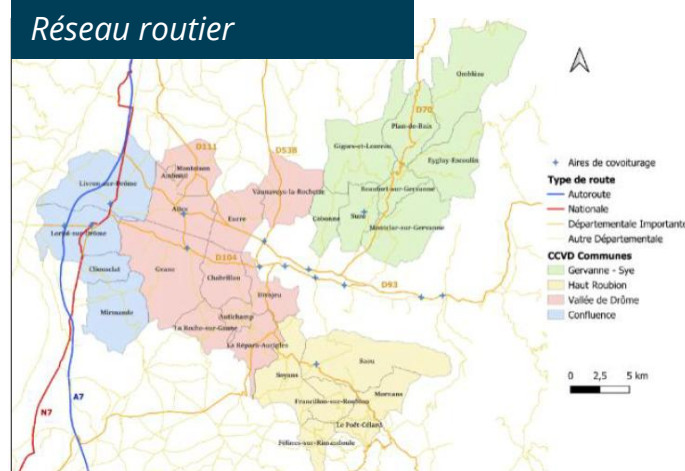 Réseau routier
Omblèze
D70
Plan-de-Baix
D111
D538
Gigors-et-Lozeron
Eygluy-Escoulin
Montoison
Ambonil
Livron-sur-Drôme
Vaunaveys-la-Rochette
Beaufort-sur-Gervanne
Allex
Eurre
Cobonne
Suze
Montclar-sur-Gervanne
Loriol-sur-Drôme
Cliousclat
Grane
D104
Chabrillan
D93
Mirmande
Divajeu
Autichamp
La Roche-sur-Grane
La Répara-Auriples
Saou
Soyans
Mornans
Francillon-sur-Roubion
N7
A7
Le Poët-Célard
Félines-sur-Rimandoule
Aires de covoiturage
Type de route
Autoroute
Nationale
Départementale Importante
Autre Départementale
CCVD Communes
Gervanne - Sye
Haut Roubion
Vallée de Drôme
Confluence
0 2,5 5 km